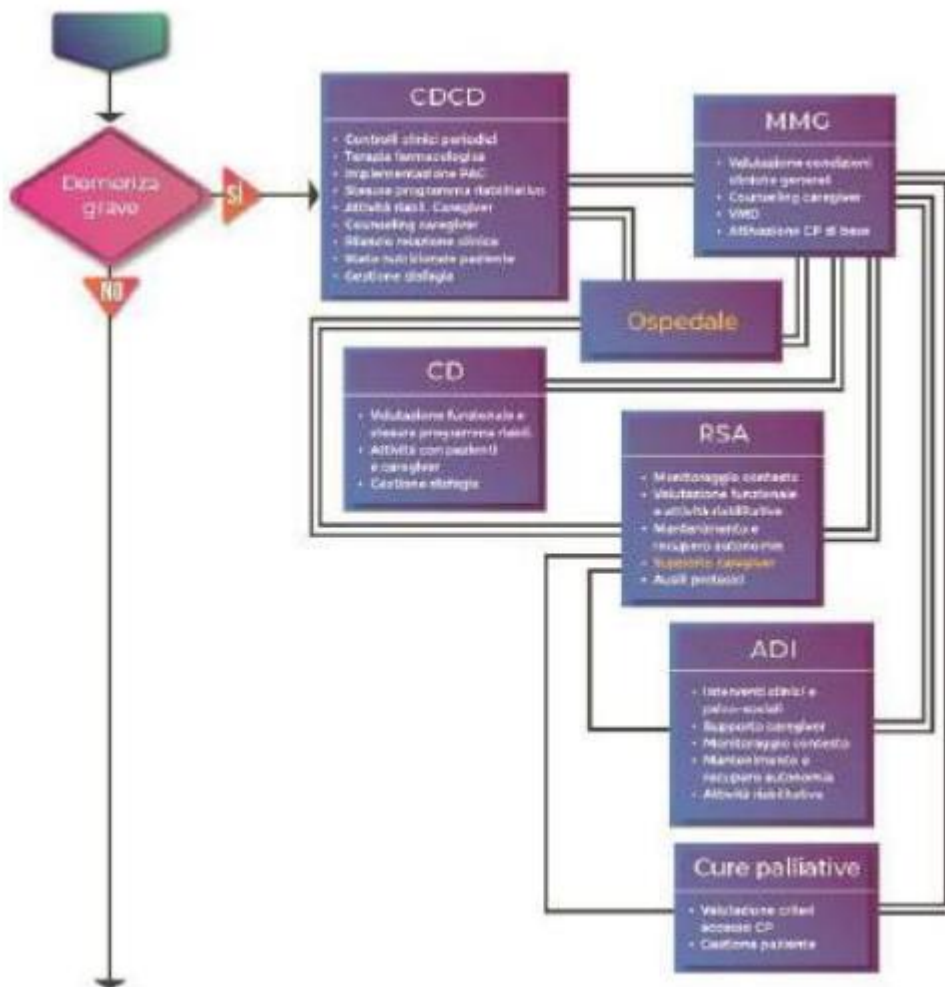 Demenza
grave
SÌ
NO
CDCD
• Controlli clinici periodici
• Terapia farmacologica
• Implementazione PAC
• Stesura programma riabilitativo
• Attività riabil. Caregiver
• Counseling caregiver
• Rilascio relazione clinica
• Stato nutrizionale paziente
• Gestione disfagia
MMG
• Valutazione condizioni
cliniche generali
• Counseling caregiver
• VMD
• Attivazione CP di base
Ospedale
CD
• Valutazione funzionale e
stesura programma riabil.
• Attività con pazienti
e caregiver
• Gestione disfagia
RSA
• Monitoraggio contesto
• Valutazione funzionale
e attività riabilitative
• Mantenimento e
recupero autonomie
• Supporto caregiver
• Ausili protesici
ADI
• Interventi clinici e
psico-sociali
• Supporto caregiver
• Monitoraggio contesto
• Mantenimento e
recupero autonomia
• Attività riabilitative
Cure palliative
• Valutazione criteri
accesso CP
• Gestione paziente